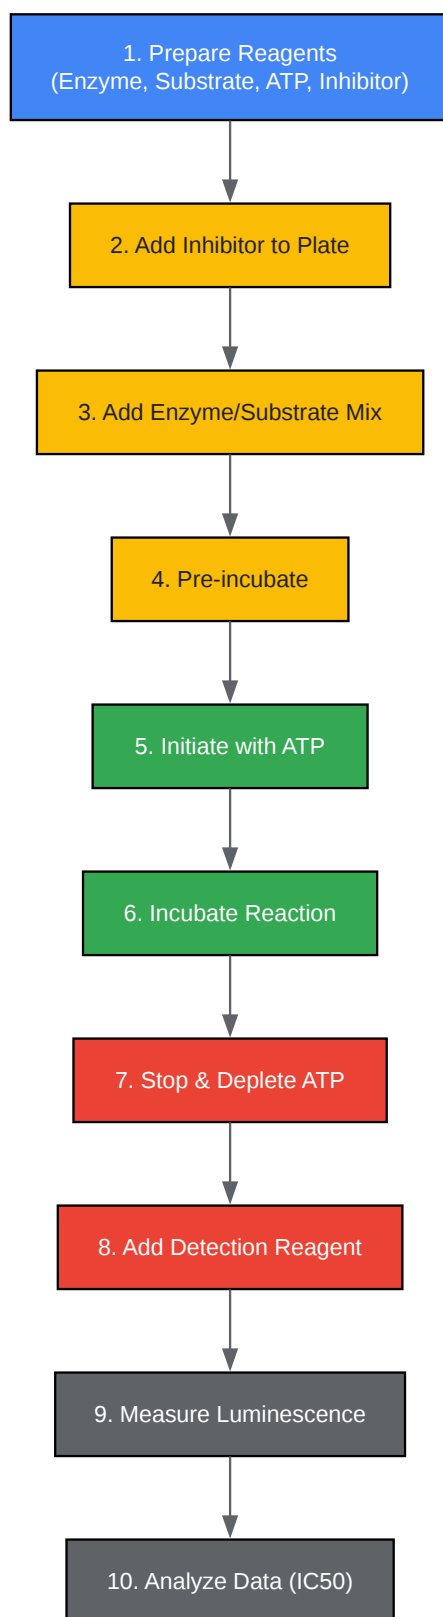 1. Prepare Reagents
(Enzyme, Substrate, ATP, Inhibitor)
2. Add Inhibitor to Plate
3. Add Enzyme/Substrate Mix
4. Pre-incubate
5. Initiate with ATP
6. Incubate Reaction
7. Stop & Deplete ATP
8. Add Detection Reagent
9. Measure Luminescence
10. Analyze Data (IC50)